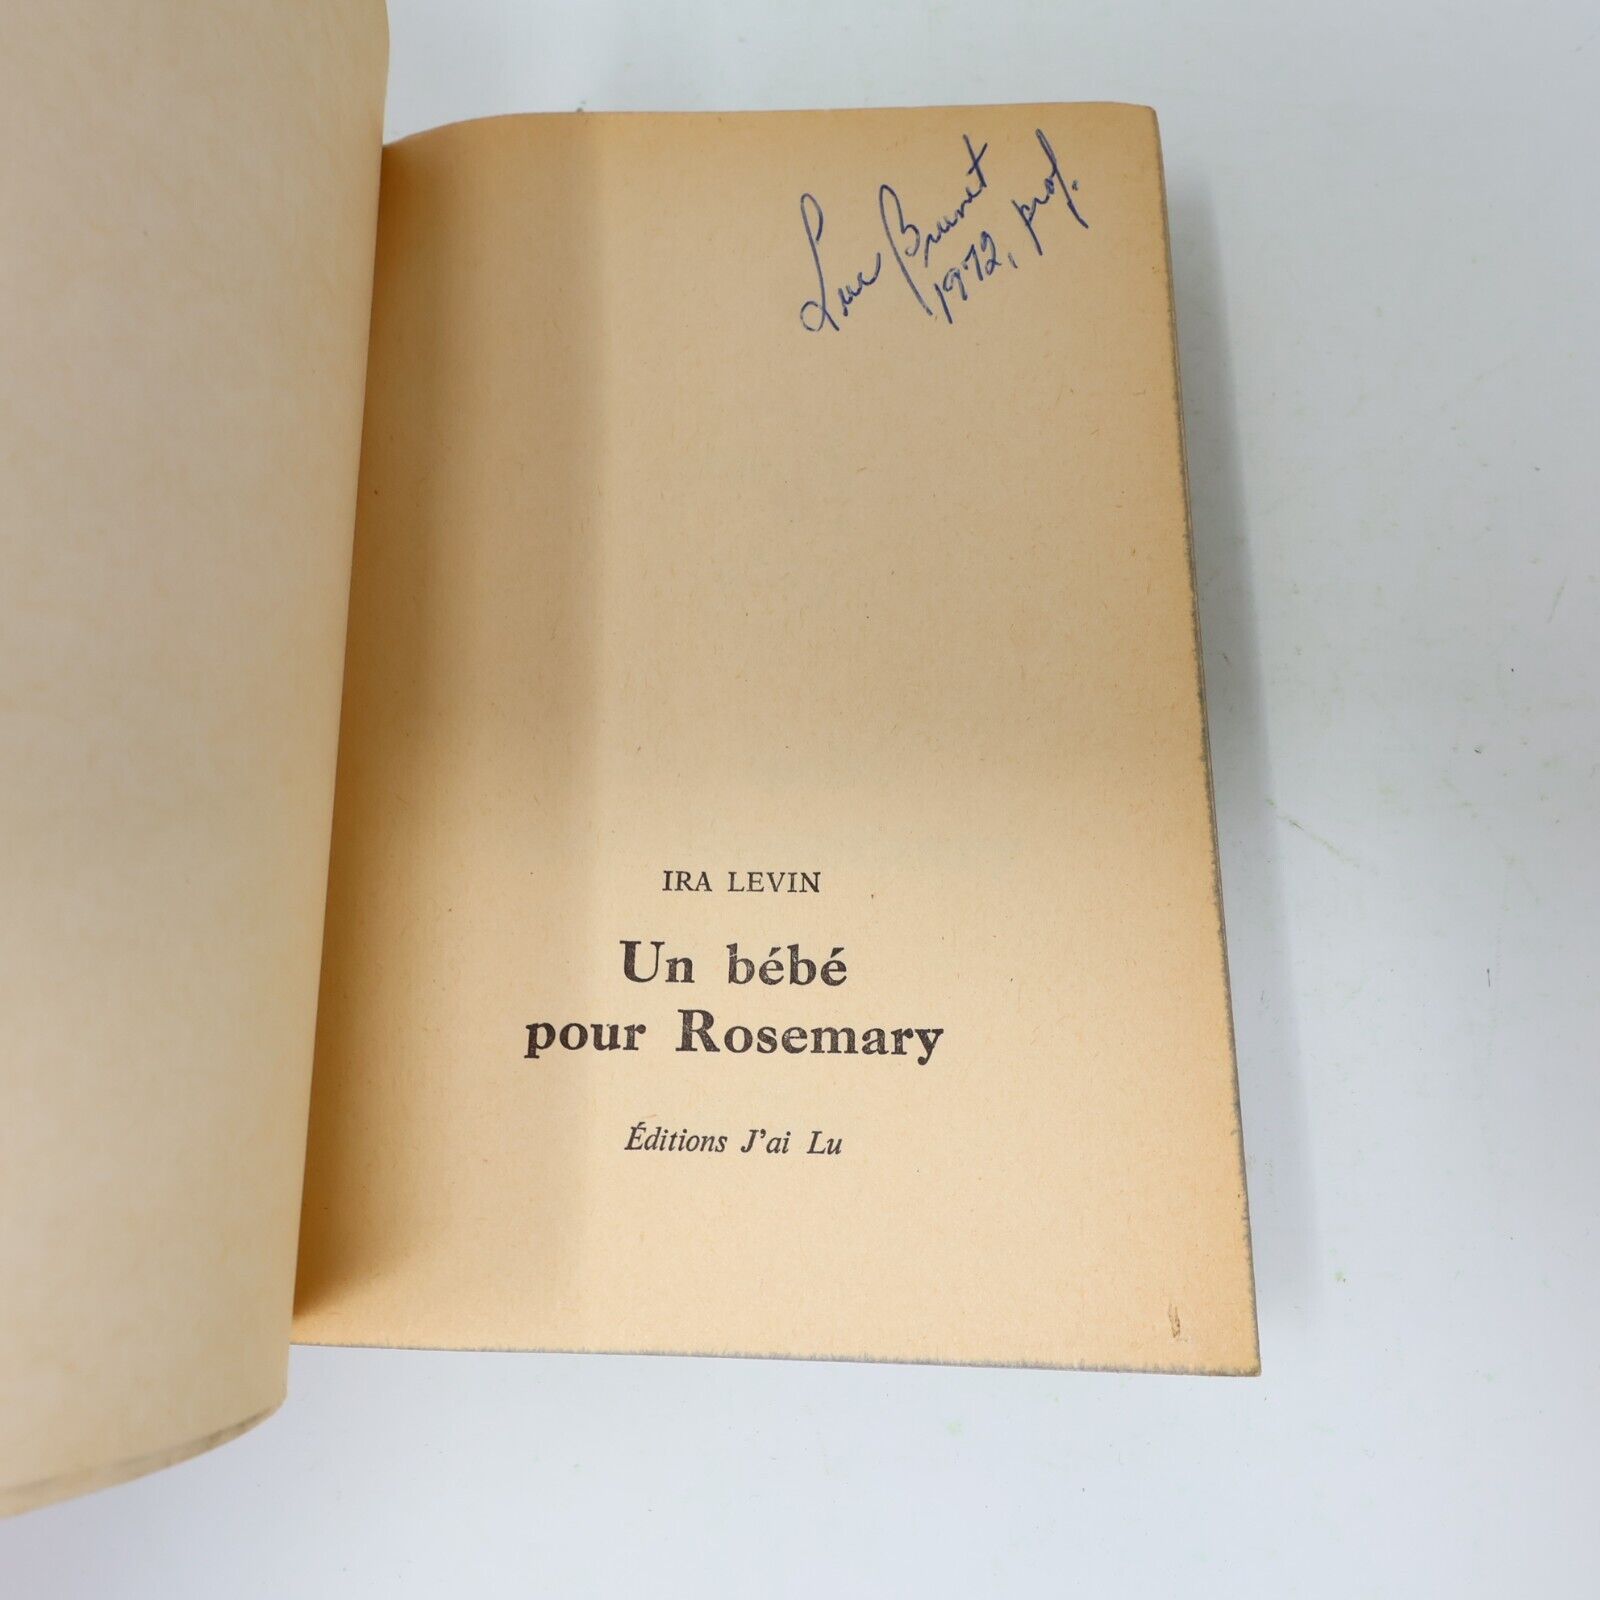 Luc Brunet
1972, prof.
IRA LEVIN
Un bébé
pour Rosemary
Éditions J'ai Lu